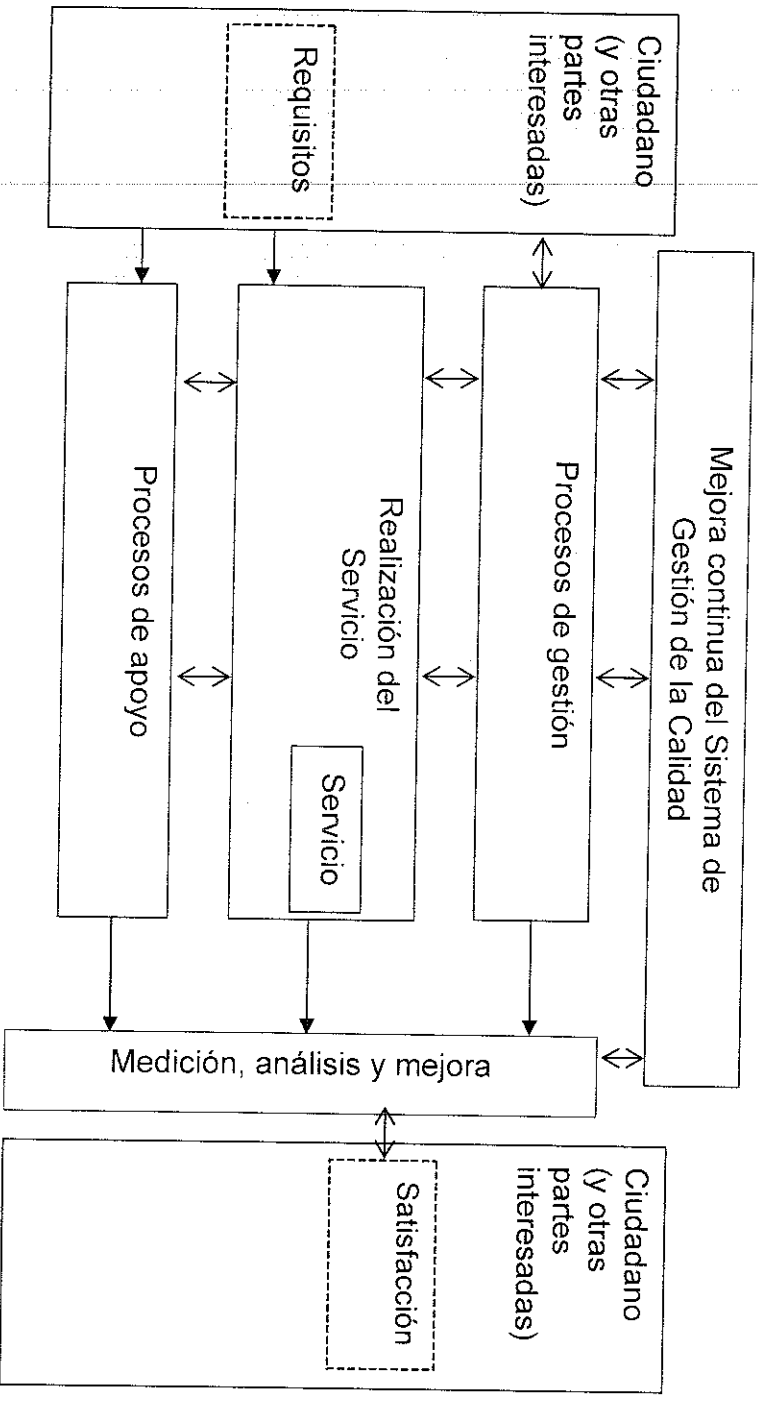 Ciudadano
(y otras
partes
interesadas)
Requisitos
Mejora continua del Sistema de
Gestión de la Calidad
Procesos de gestión
Realización del
Servicio
Servicio
Procesos de apoyo
Medición, análisis y mejora
Ciudadano
(y otras
partes
interesadas)
Satisfacción